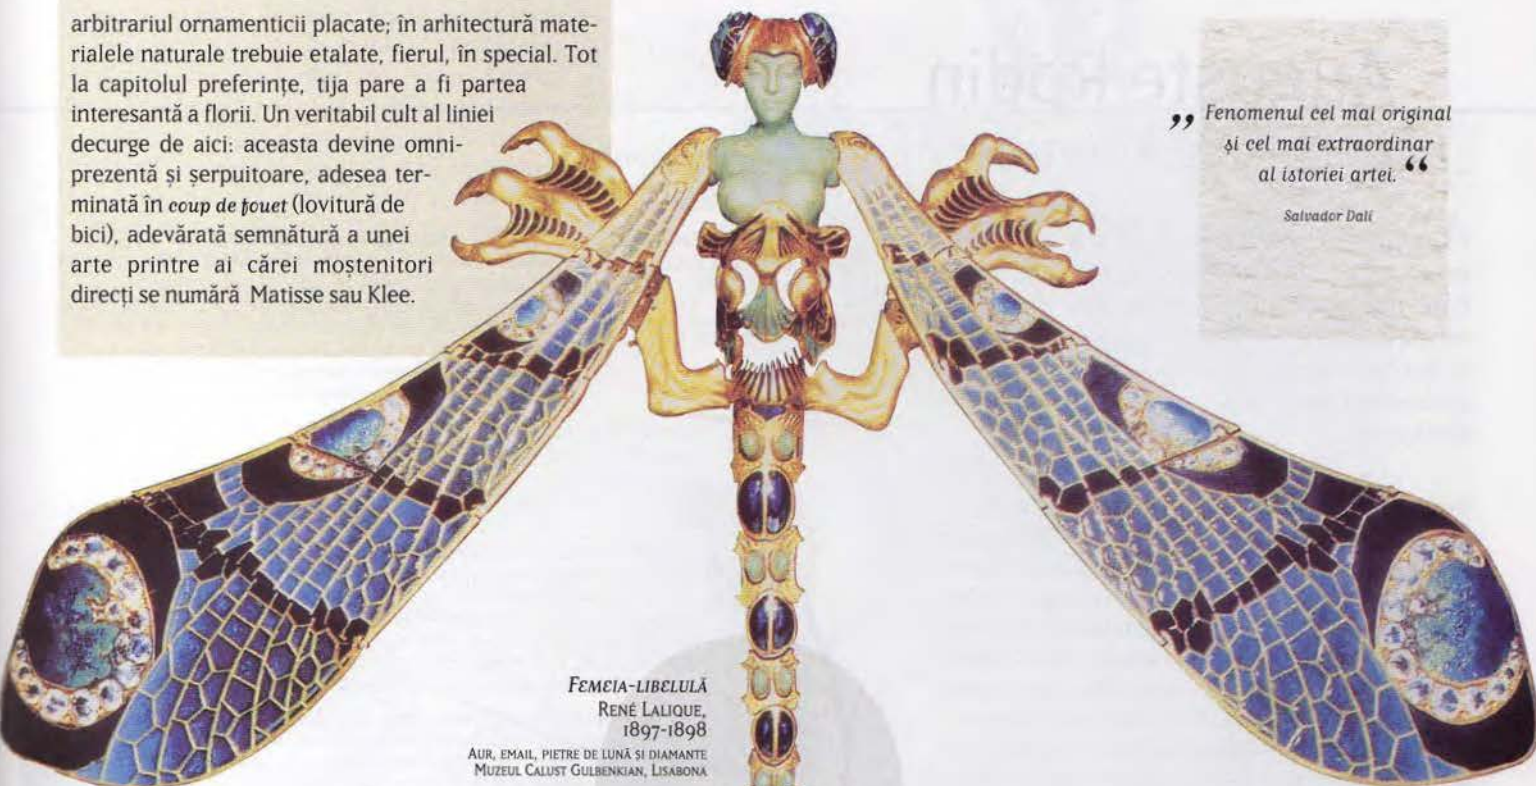 arbitrariul ornamenticii placate; în arhitectură mate-
rialele naturale trebuie etalate, fierul, în special. Tot
la capitolul preferințe, tija pare a fi partea
interesantă a florii. Un veritabil cult al liniei
decurge de aici: aceasta devine omni-
prezentă și șerpuitoare, adesea ter-
minată în coup de fouet (lovitură de
bici), adevărată semnătură a unei
arte printre ai cărei moștenitori
direcți se numără Matisse sau Klee.
„ Fenomenul cel mai original
și cel mai extraordinar
al istoriei artei. “
Salvador Dalí
FEMEIA-LIBELULĂ
RENÉ LALIQUE,
1897-1898
AUR, EMAIL, PIETRE DE LUNĂ ȘI DIAMANTE
MUZEUL CALUST GULBENKIAN, LISABONA